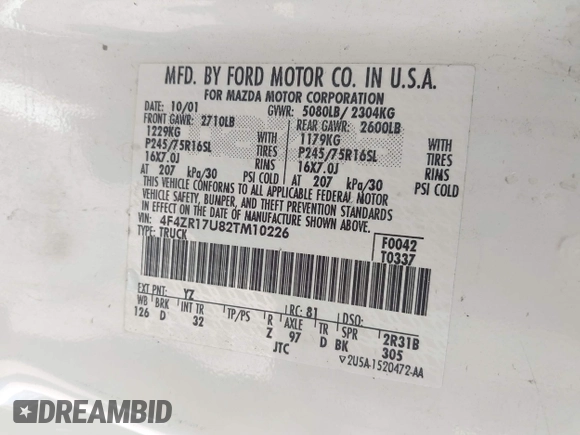 MFD. BY FORD MOTOR CO. IN U.S.A.
FOR MAZDA MOTOR CORPORATION
DATE: 10/01 GVWR: 5080LB/ 2304KG
FRONT GAWR: 2710LB REAR GAWR: 2600LB
1229KG WITH 1179KG WITH
P245/75R16SL TIRES P245/75R16SL TIRES
16X7.0J RIMS 16X7.0J RIMS
AT 207 kPa/30 PSI COLD AT 207 kPa/30 PSI COLD
THIS VEHICLE CONFORMS TO ALL APPLICABLE FEDERAL MOTOR
VEHICLE SAFETY, BUMPER, AND THEFT PREVENTION STANDARDS
IN EFFECT ON THE DATE OF MANUFACTURE SHOWN ABOVE.
VIN: 4F4ZR17U82TM10226
TYPE: TRUCK
F0042
T0337
EXT PNT: YZ RC: 81 DSO:
WB BRK INT TR TP/PS R AXLE TR SPR 2R31B
126 D 32 Z 97 D BK 305
JTC
▽2U5A-1520472-AA
DREAMBID